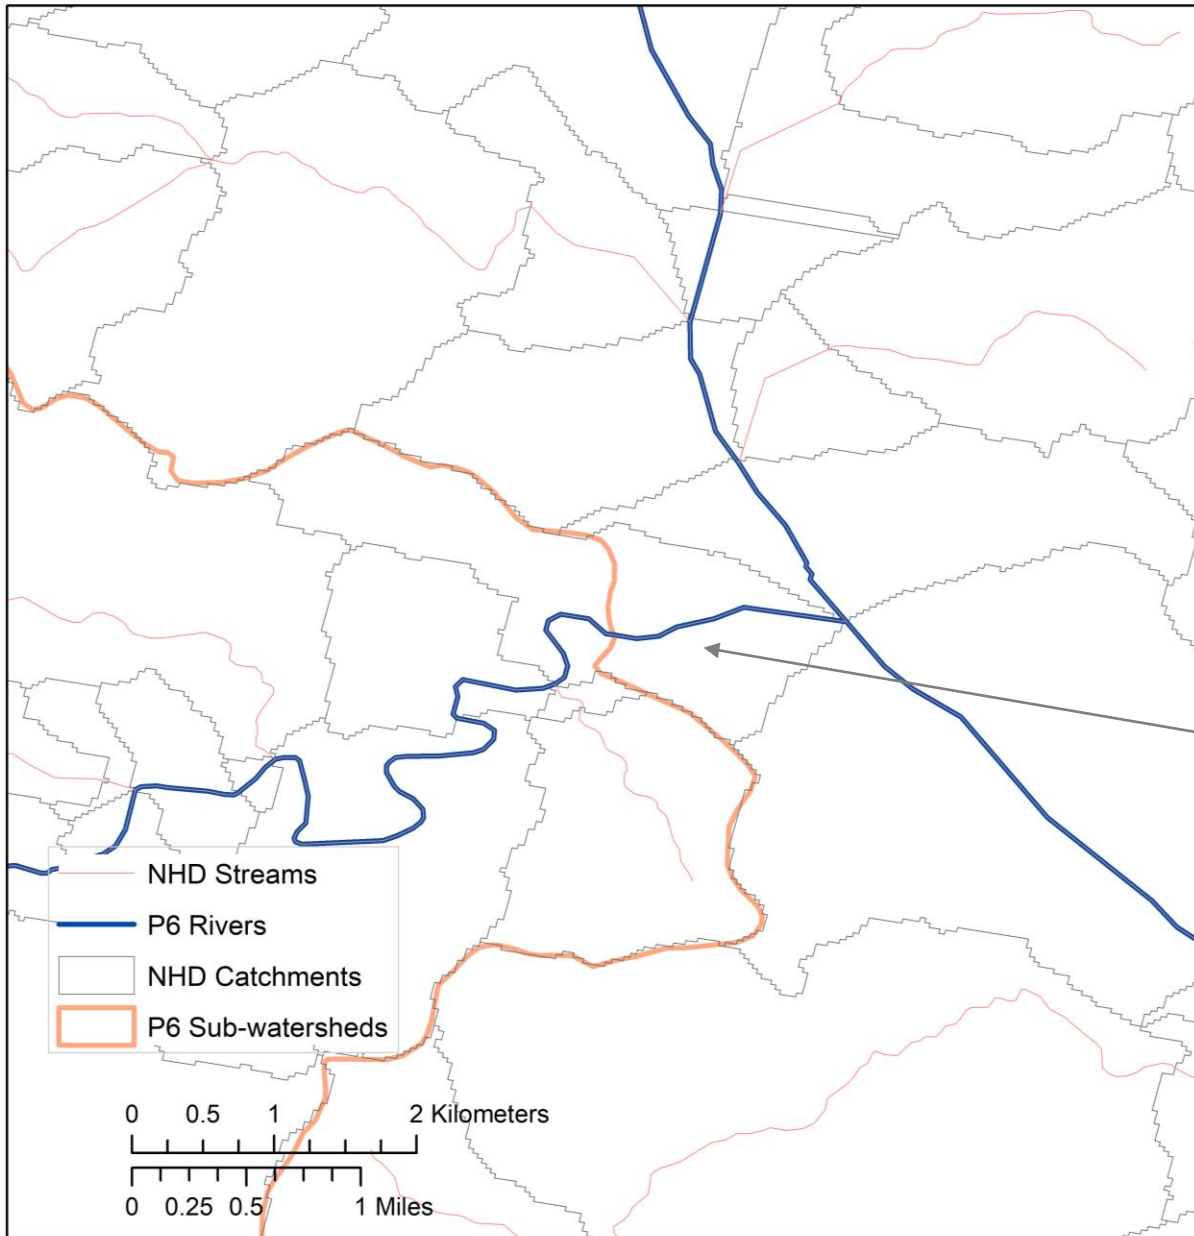 NHD Streams
P6 Rivers
NHD Catchments
P6 Sub-watersheds
0 0.5 1 2 Kilometers
0 0.25 0.5 1 Miles